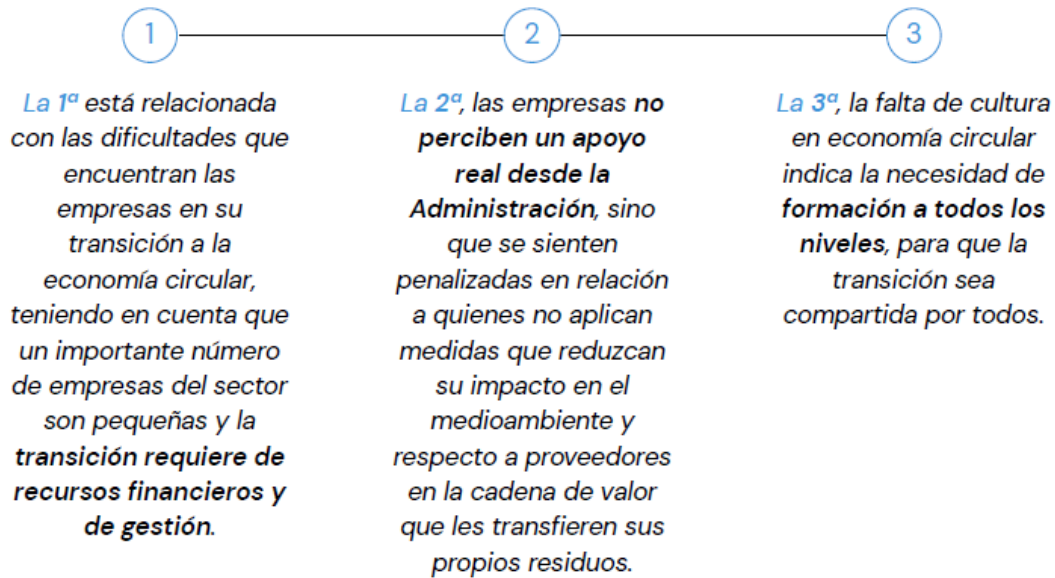 1
2
3
La 1ª está relacionada
con las dificultades que
encuentran las
empresas en su
transición a la
economía circular,
teniendo en cuenta que
un importante número
de empresas del sector
son pequeñas y la
transición requiere de
recursos financieros y
de gestión.
La 2ª, las empresas no
perciben un apoyo
real desde la
Administración, sino
que se sienten
penalizadas en relación
a quienes no aplican
medidas que reduzcan
su impacto en el
medioambiente y
respecto a proveedores
en la cadena de valor
que les transfieren sus
propios residuos.
La 3ª, la falta de cultura
en economía circular
indica la necesidad de
formación a todos los
niveles, para que la
transición sea
compartida por todos.